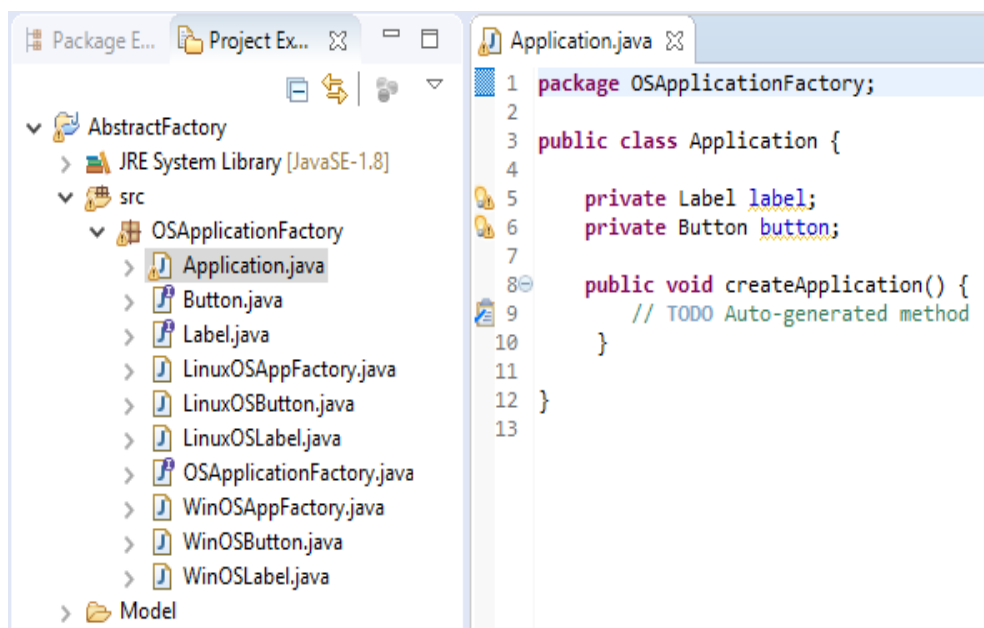 Package E...
Project Ex...
AbstractFactory
JRE System Library [JavaSE-1.8]
src
OSApplicationFactory
Application.java
Button.java
Label.java
LinuxOSAppFactory.java
LinuxOSButton.java
LinuxOSLabel.java
OSApplicationFactory.java
WinOSAppFactory.java
WinOSButton.java
WinOSLabel.java
Model
Application.java
1 package OSApplicationFactory;
2
3 public class Application {
4
5 private Label label;
6 private Button button;
7
8 public void createApplication() {
9 // TODO Auto-generated method
10 }
11
12 }
13